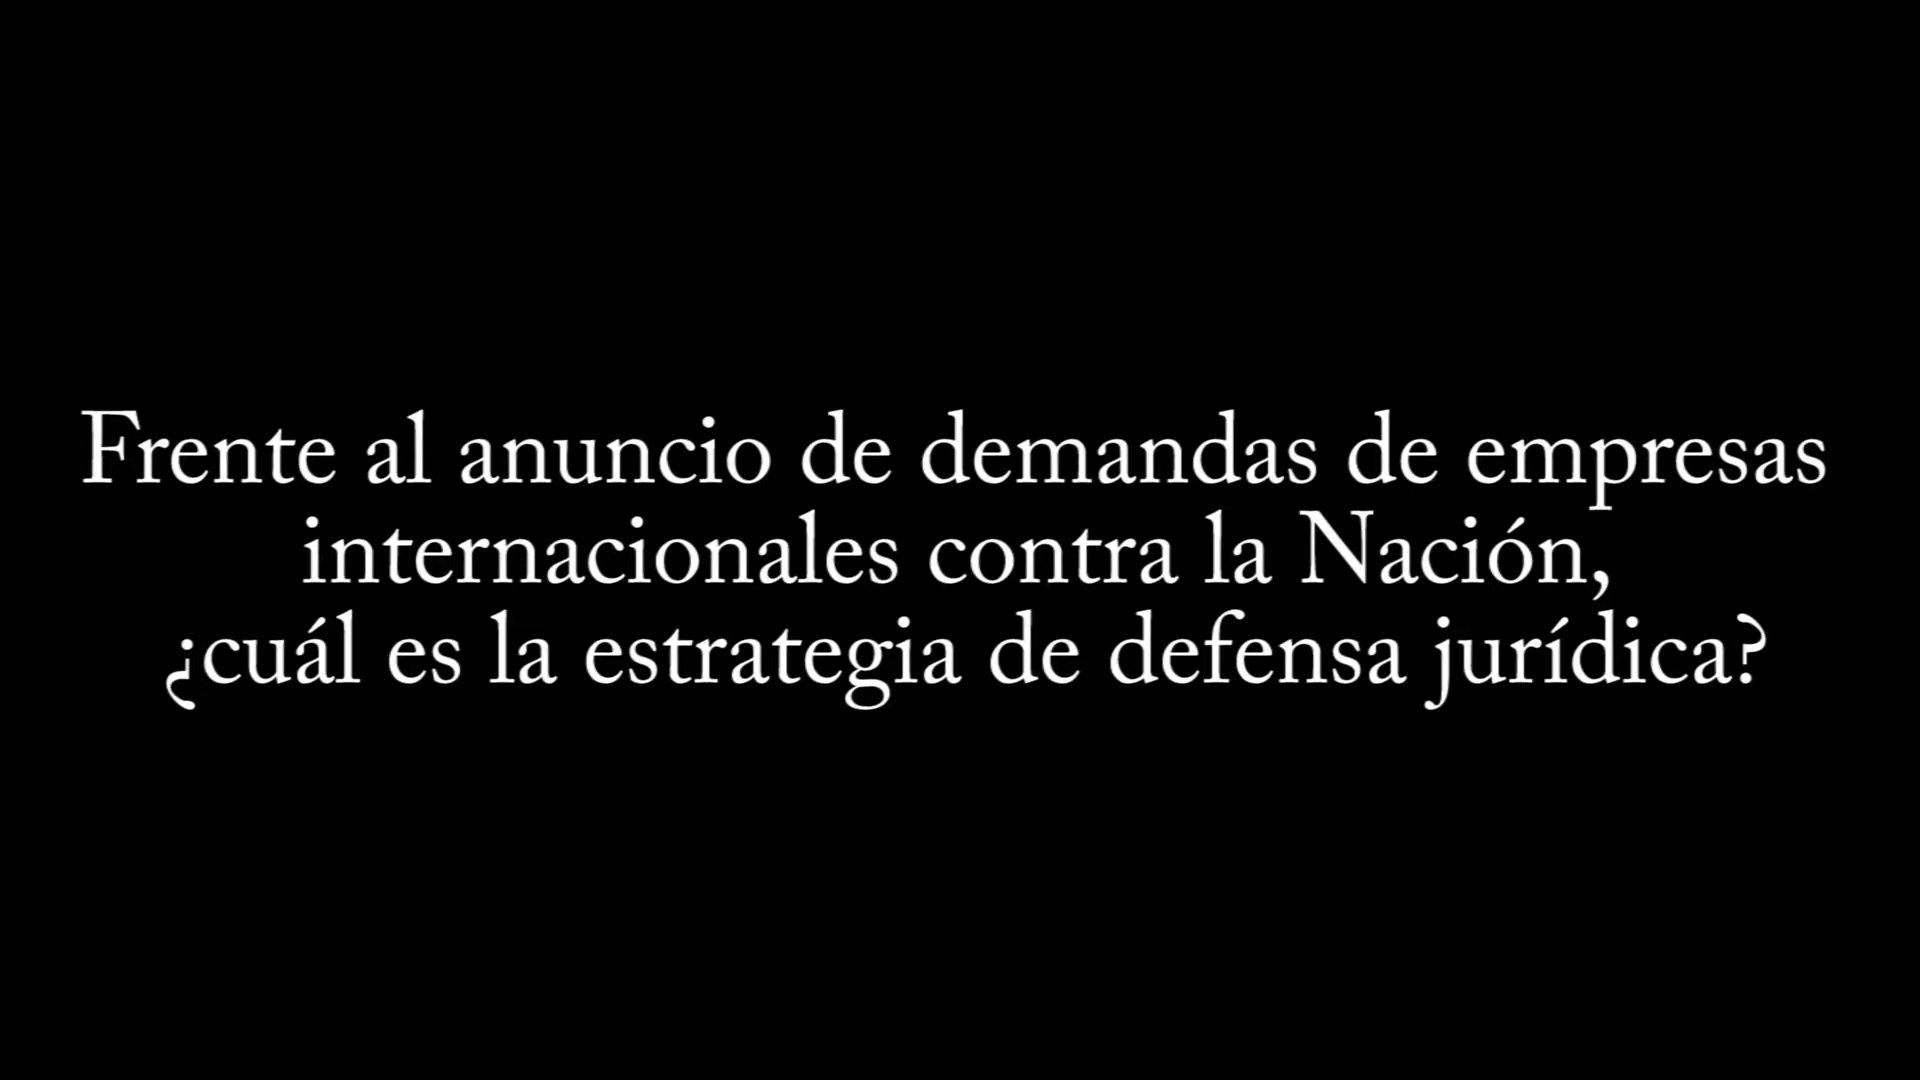 Frente al anuncio de demandas de empresas
internacionales contra la Nación,
¿cuál es la estrategia de defensa jurídica?